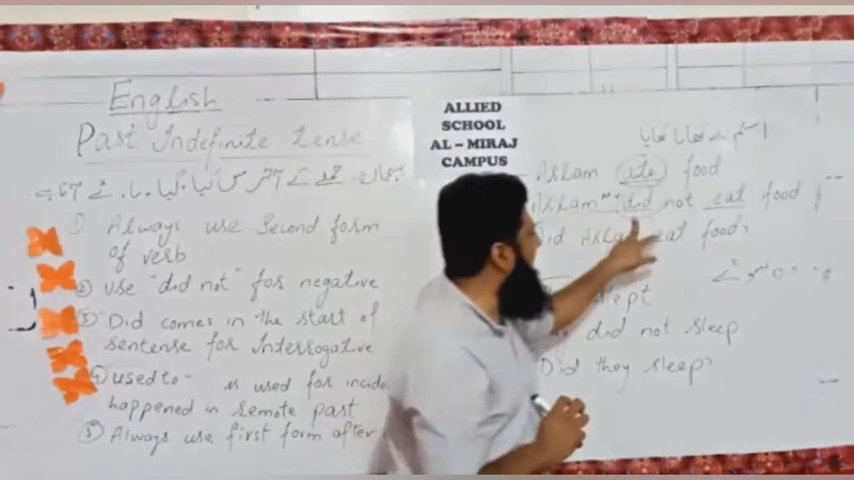 English
Past Indefinite Tense
1) Always use Second form
of verb
② use "did not" for negative
③ Did comes in the start of
sentense for Interrogative
④ used to is used for incide
happened in remote past
⑤ Always use first form after
ALLIED
SCHOOL
AL – MIRAJ
CAMPUS
Aslam ate food
Aslam did not eat food
Did Asla eat food?
slept
did not sleep
Did they sleep?